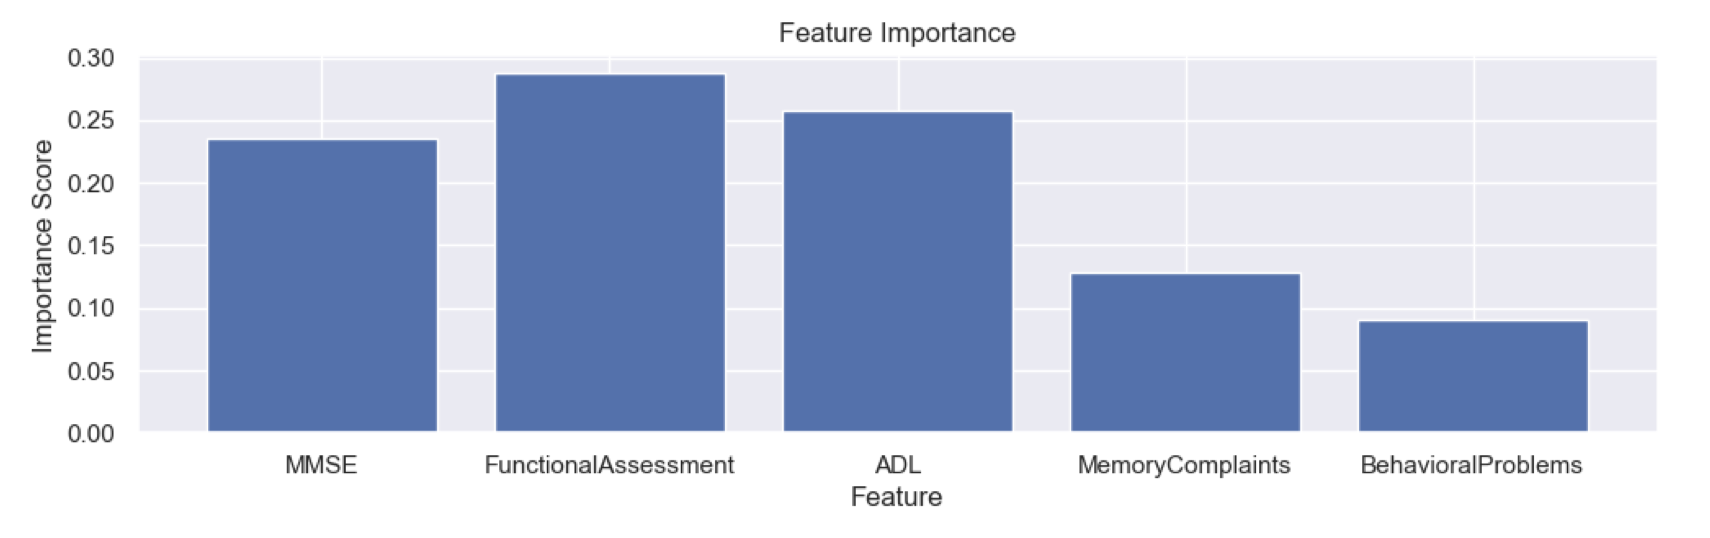 Feature Importance
0.30
0.25
0.20
0.15
0.10
0.05
0.00
Importance Score
MMSE FunctionalAssessment ADL MemoryComplaints BehavioralProblems
Feature